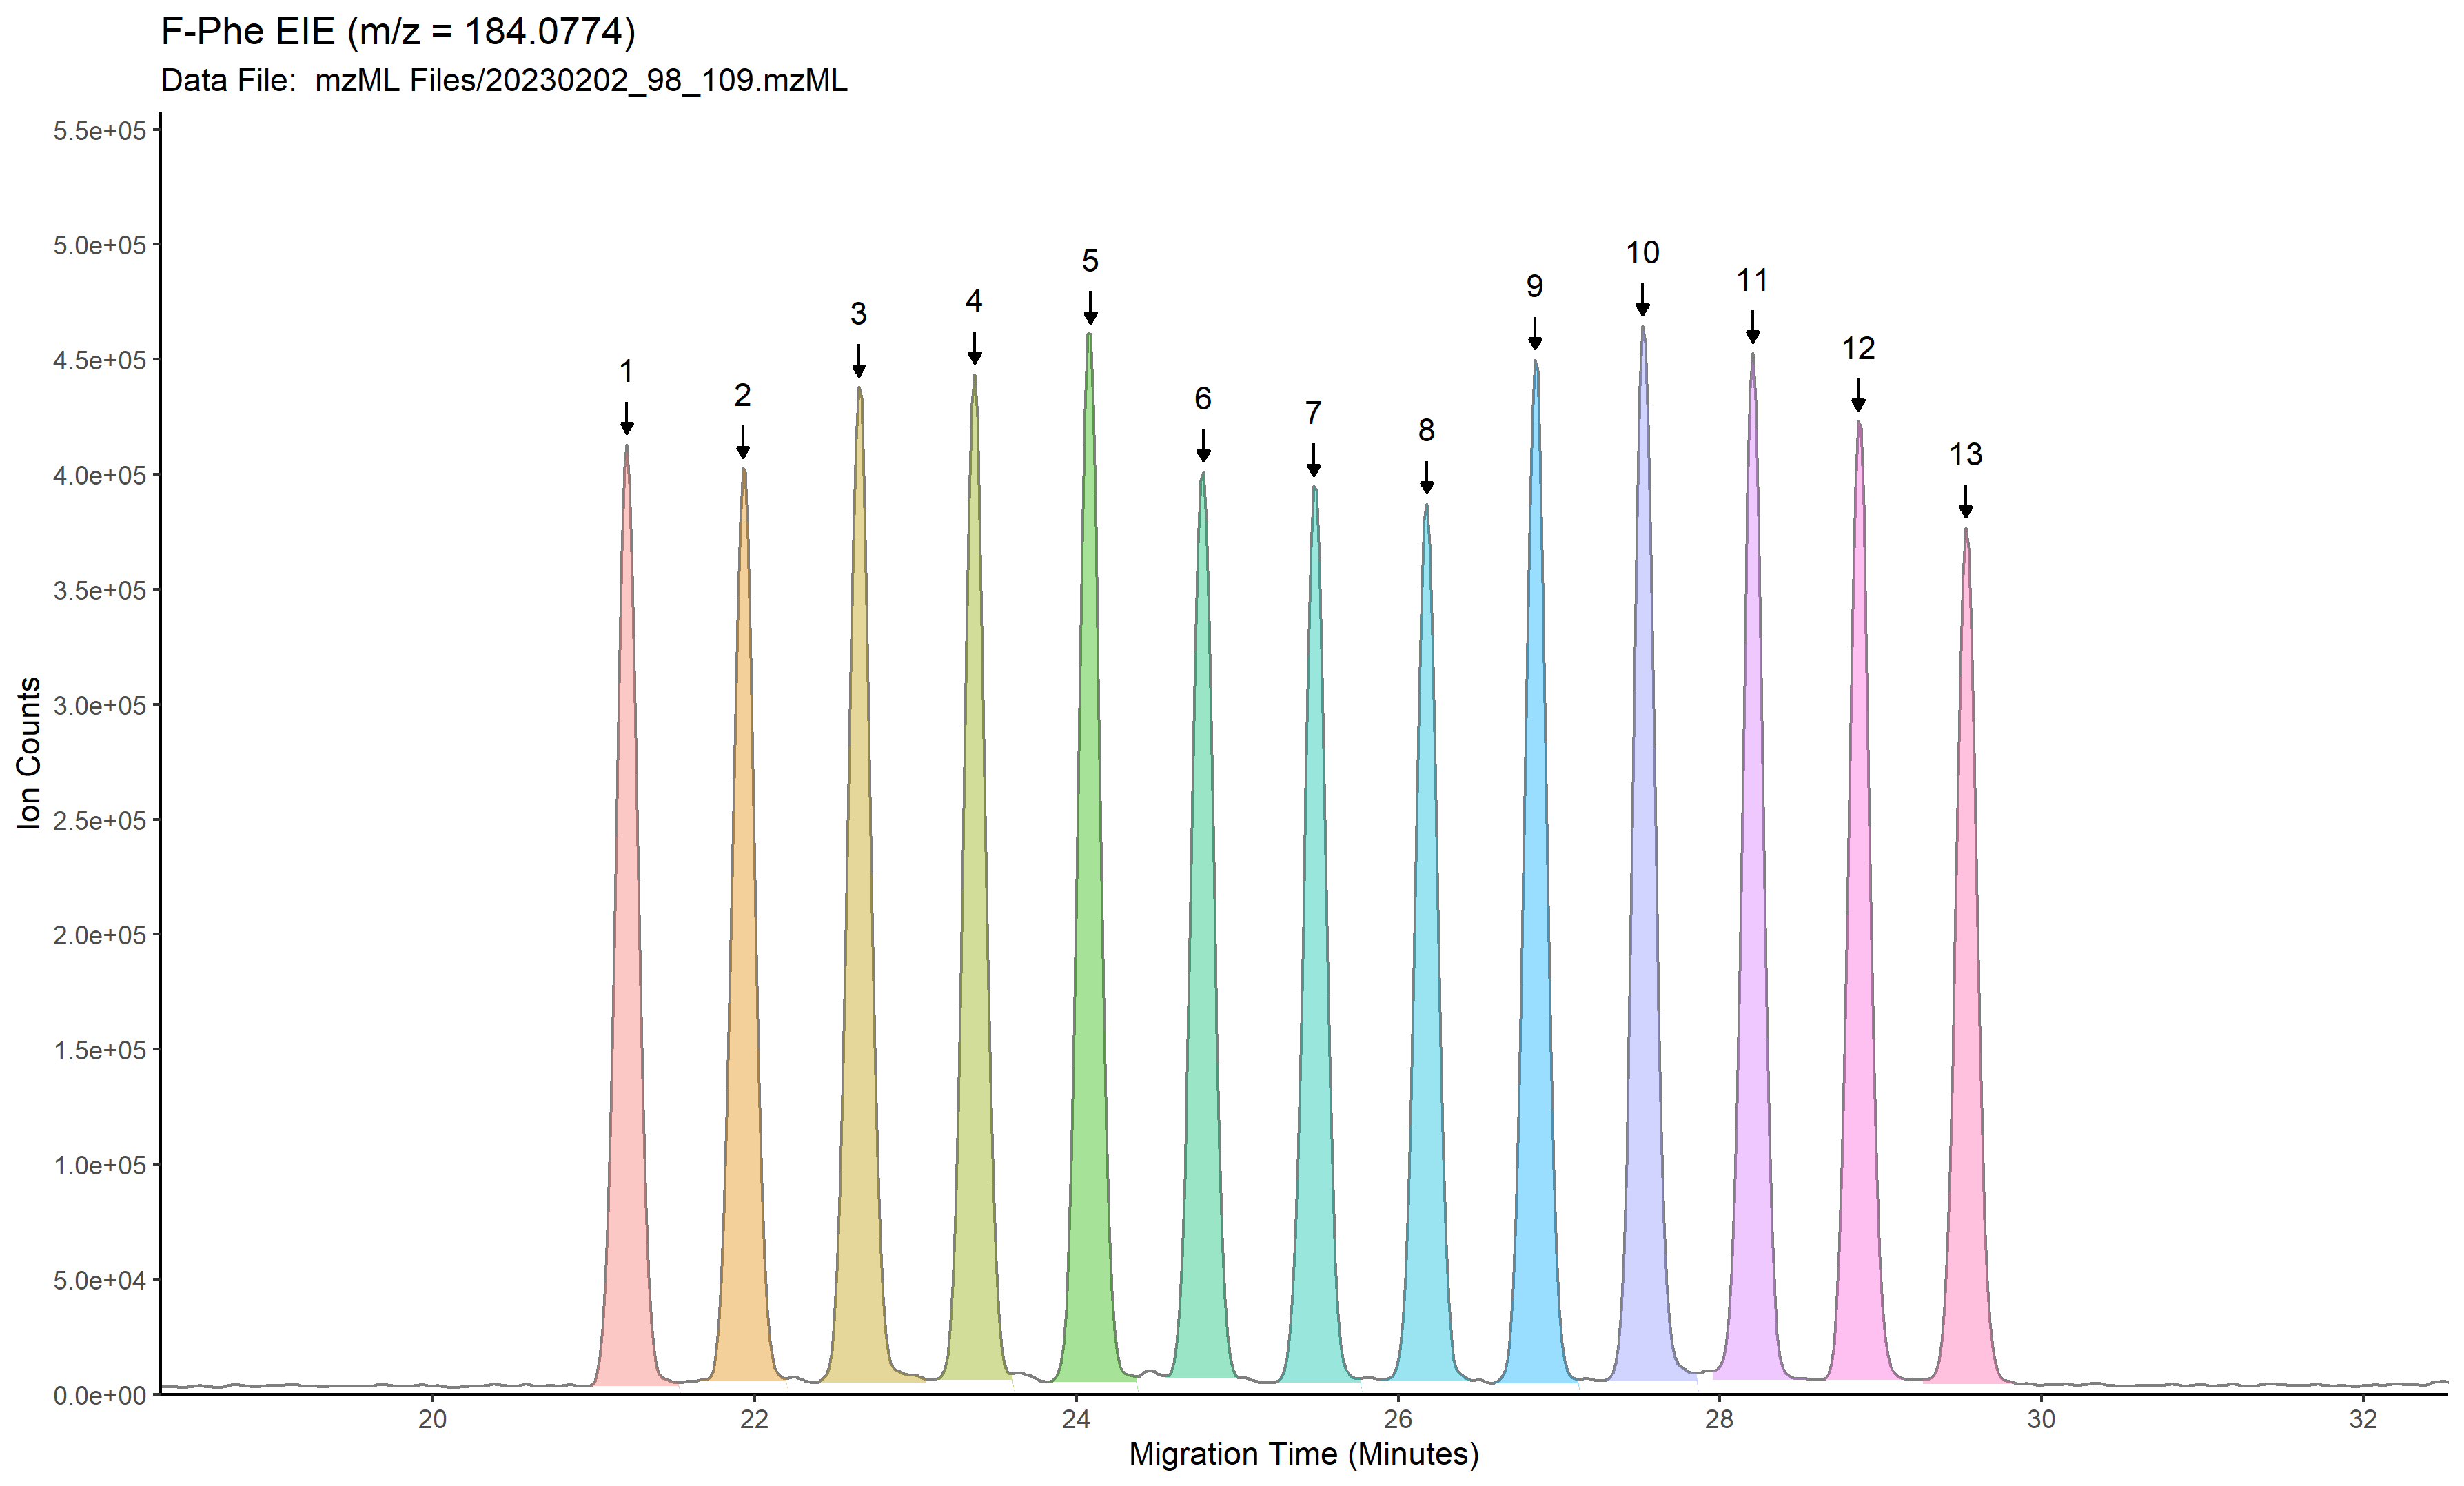 F-Phe EIE (m/z = 184.0774)
Data File:  mzML Files/20230202_98_109.mzML
5.5e+05
5.0e+05
4.5e+05
4.0e+05
3.5e+05
3.0e+05
2.5e+05
2.0e+05
1.5e+05
1.0e+05
5.0e+04
0.0e+00
Ion Counts
1
2
3
4
5
6
7
8
9
10
11
12
13
20
22
24
26
28
30
32
Migration Time (Minutes)